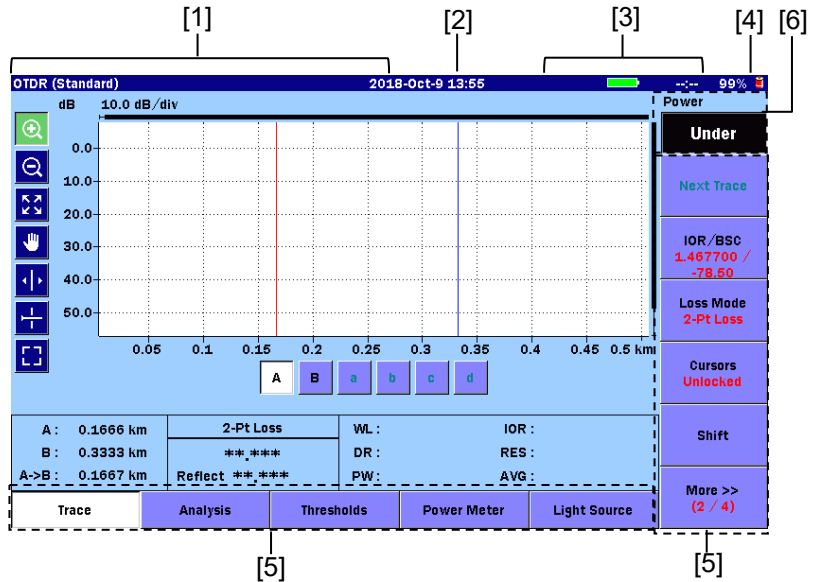 [1] [2] [3] [4] [6]
OTDR (Standard) 2018-Oct-9 13:55 --:-- 99%
dB 10.0 dB/div
Power
Under
0.0
10.0
20.0
30.0
40.0
50.0
0.05 0.1 0.15 0.2 0.25 0.3 0.35 0.4 0.45 0.5 km
A B a b c d
Next Trace
IOR/BSC
1.467700 /
-78.50
Loss Mode
2-Pt Loss
Cursors
Unlocked
Shift
More >>
(2 / 4)
A : 0.1666 km
B : 0.3333 km
A->B : 0.1667 km
2-Pt Loss
**.***
Reflect **.***
WL : IOR :
DR : RES :
PW : AVG :
Trace Analysis Thresholds Power Meter Light Source
[5] [5]